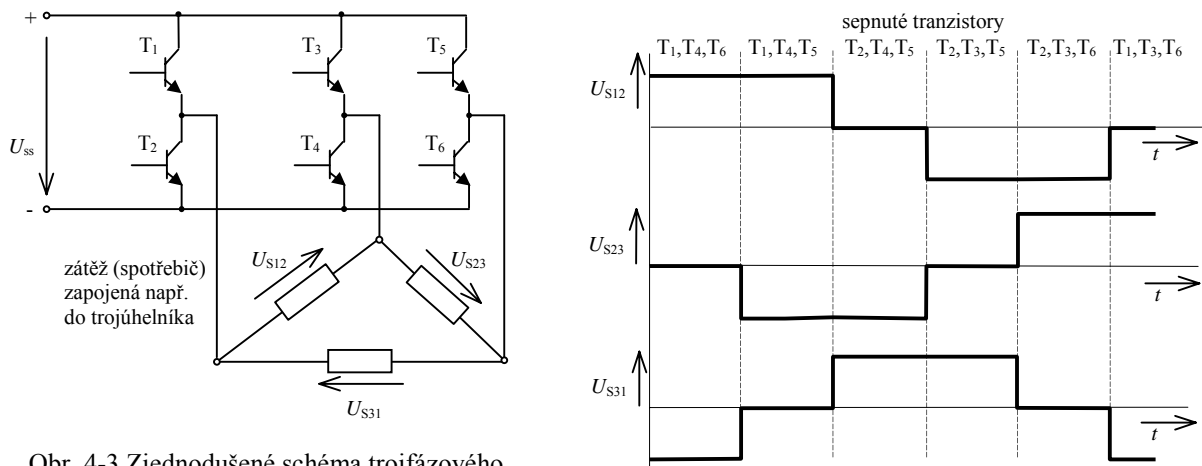 +
T1
T3
T5
Uss
T2
T4
T6
-
zátěž (spotřebič)
zapojená např.
do trojúhelníka
US12
US23
US31
Obr. 4-3 Zjednodušené schéma trojfázového
sepnuté tranzistory
T1,T4,T6 T1,T4,T5 T2,T4,T5 T2,T3,T5 T2,T3,T6 T1,T3,T6
US12
t
US23
t
US31
t